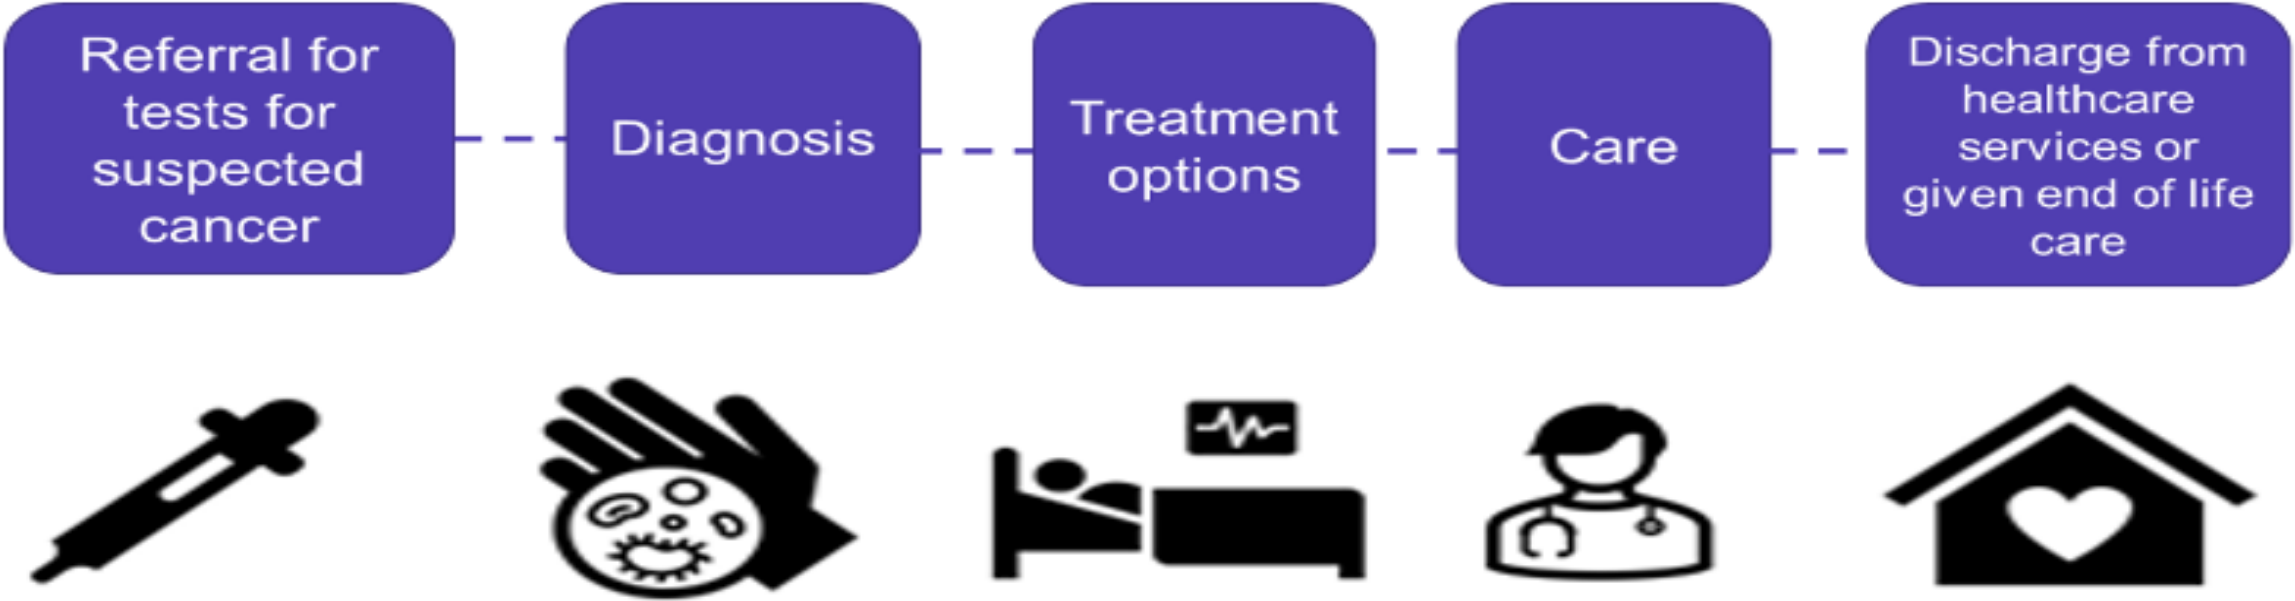 Referral for
tests for
suspected
cancer
Diagnosis
Treatment
options
Care
Discharge from
healthcare
services or
given end of life
care